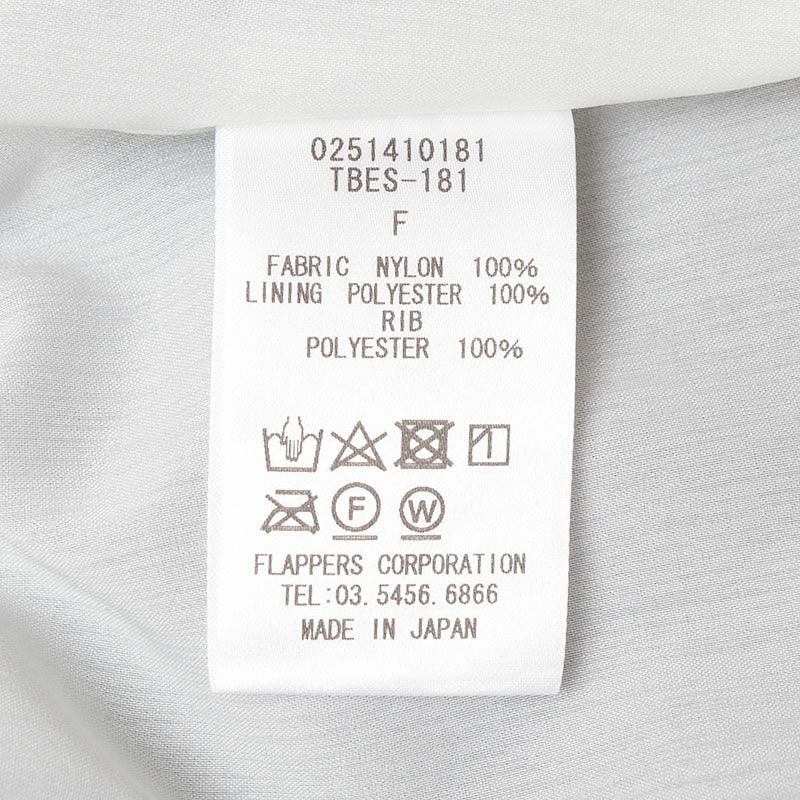 0251410181
TBES-181
F
FABRIC NYLON 100%
LINING POLYESTER 100%
RIB
POLYESTER 100%
F W
FLAPPERS CORPORATION
TEL:03.5456.6866
MADE IN JAPAN